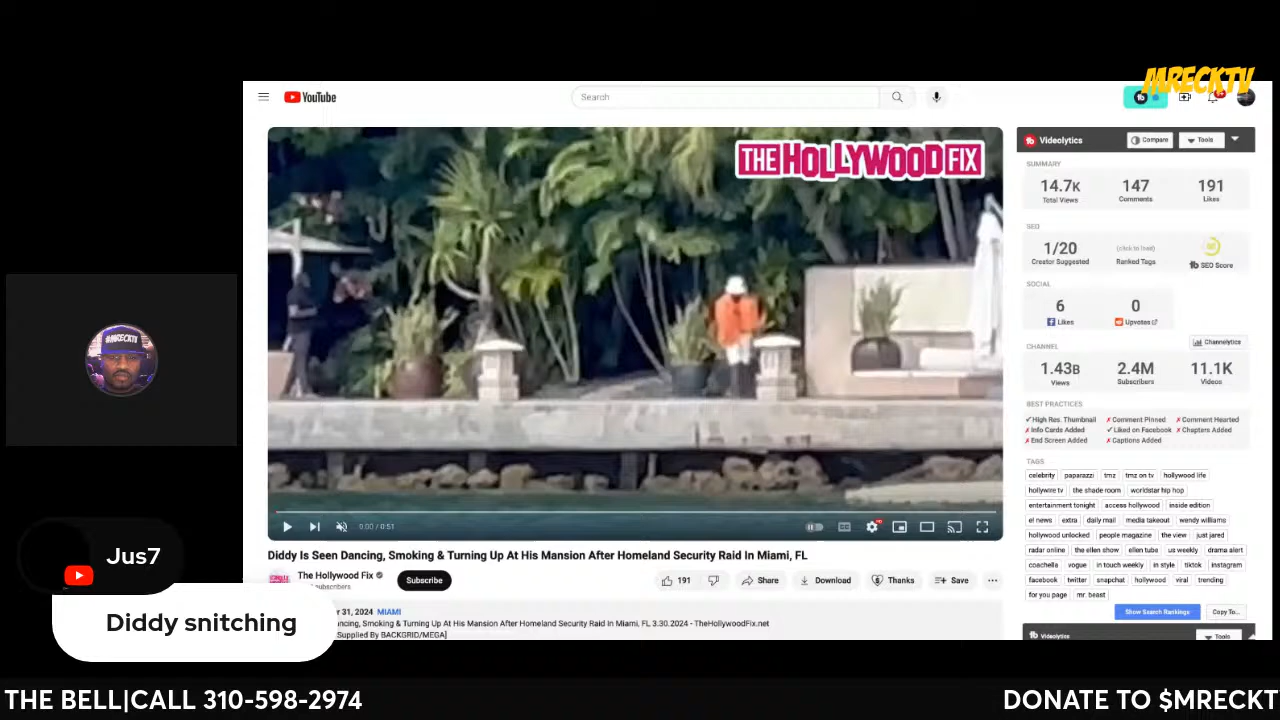 MRECKTV
YouTube
Search
9+
THE HOLLYWOOD FIX
0:00 / 0:51
CC
Diddy Is Seen Dancing, Smoking & Turning Up At His Mansion After Homeland Security Raid In Miami, FL
The Hollywood Fix
subscribers
Subscribe
191
Share
Download
Thanks
Save
31, 2024 MIAMI
ncing, Smoking & Turning Up At His Mansion After Homeland Security Raid In Miami, FL 3.30.2024 - TheHollywoodFix.net
Supplied By BACKGRID/MEGA]
Videolytics
Compare
Tools
SUMMARY
14.7K 147 191
Total Views Comments Likes
SEO
1/20 (click to load)
Creator Suggested Ranked Tags tb SEO Score
SOCIAL
6 0
Likes Upvotes
Channelytics
CHANNEL
1.43B 2.4M 11.1K
Views Subscribers Videos
BEST PRACTICES
✓High Res. Thumbnail ✗Comment Pinned ✗Comment Hearted
✗Info Cards Added ✓Liked on Facebook ✗Chapters Added
✗End Screen Added ✗Captions Added
TAGS
celebrity paparazzi tmz tmz on tv hollywood life
hollywire tv the shade room worldstar hip hop
entertainment tonight access hollywood inside edition
e! news extra daily mail media takeout wendy williams
hollywood unlocked people magazine the view just jared
radar online the ellen show ellen tube us weekly drama alert
coachella vogue in touch weekly in style tiktok instagram
facebook twitter snapchat hollywood viral trending
for you page mr. beast
Show Search Rankings Copy To...
Videolytics Tools
#MRECKTV
Jus7
Diddy snitching
THE BELL|CALL 310-598-2974
DONATE TO $MRECKT